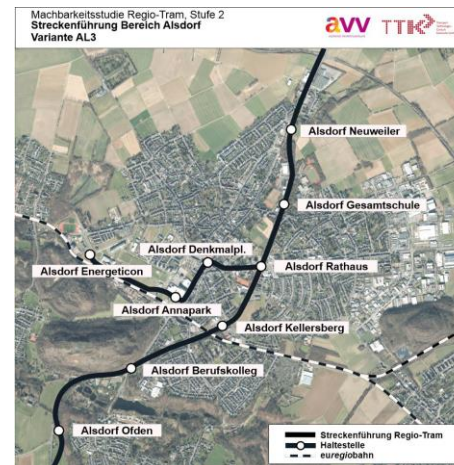 Machbarkeitsstudie Regio-Tram, Stufe 2
Streckenführung Bereich Alsdorf
Variante AL3
avv
TTK
Alsdorf Neuweiler
Alsdorf Gesamtschule
Alsdorf Denkmalpl.
Alsdorf Energeticon
Alsdorf Rathaus
Alsdorf Annapark
Alsdorf Kellersberg
Alsdorf Berufskolleg
Alsdorf Ofden
Streckenführung Regio-Tram
Haltestelle
euregiobahn